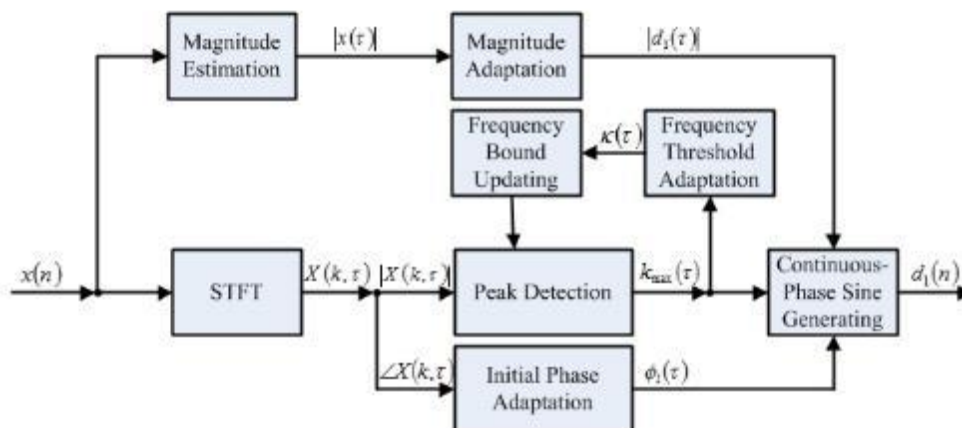 Magnitude
Estimation
|x(τ)|
Magnitude
Adaptation
|d₁(τ)|
Frequency
Bound
Updating
κ(τ)
Frequency
Threshold
Adaptation
x(n)
STFT
X(k,τ)
|X(k,τ)|
Peak Detection
kmax(τ)
Continuous-
Phase Sine
Generating
d₁(n)
∠X(k,τ)
Initial Phase
Adaptation
ϕ₁(τ)